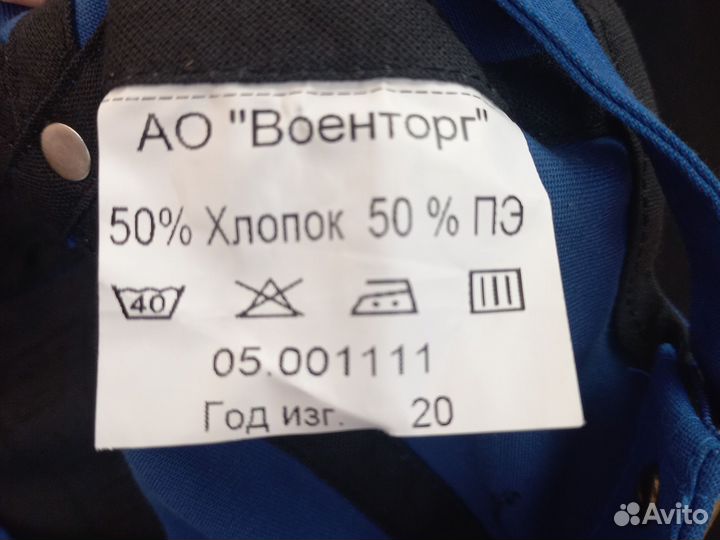 АО "Военторг"
50% Хлопок 50 % ПЭ
40
05.001111
Год изг. 20
Avito